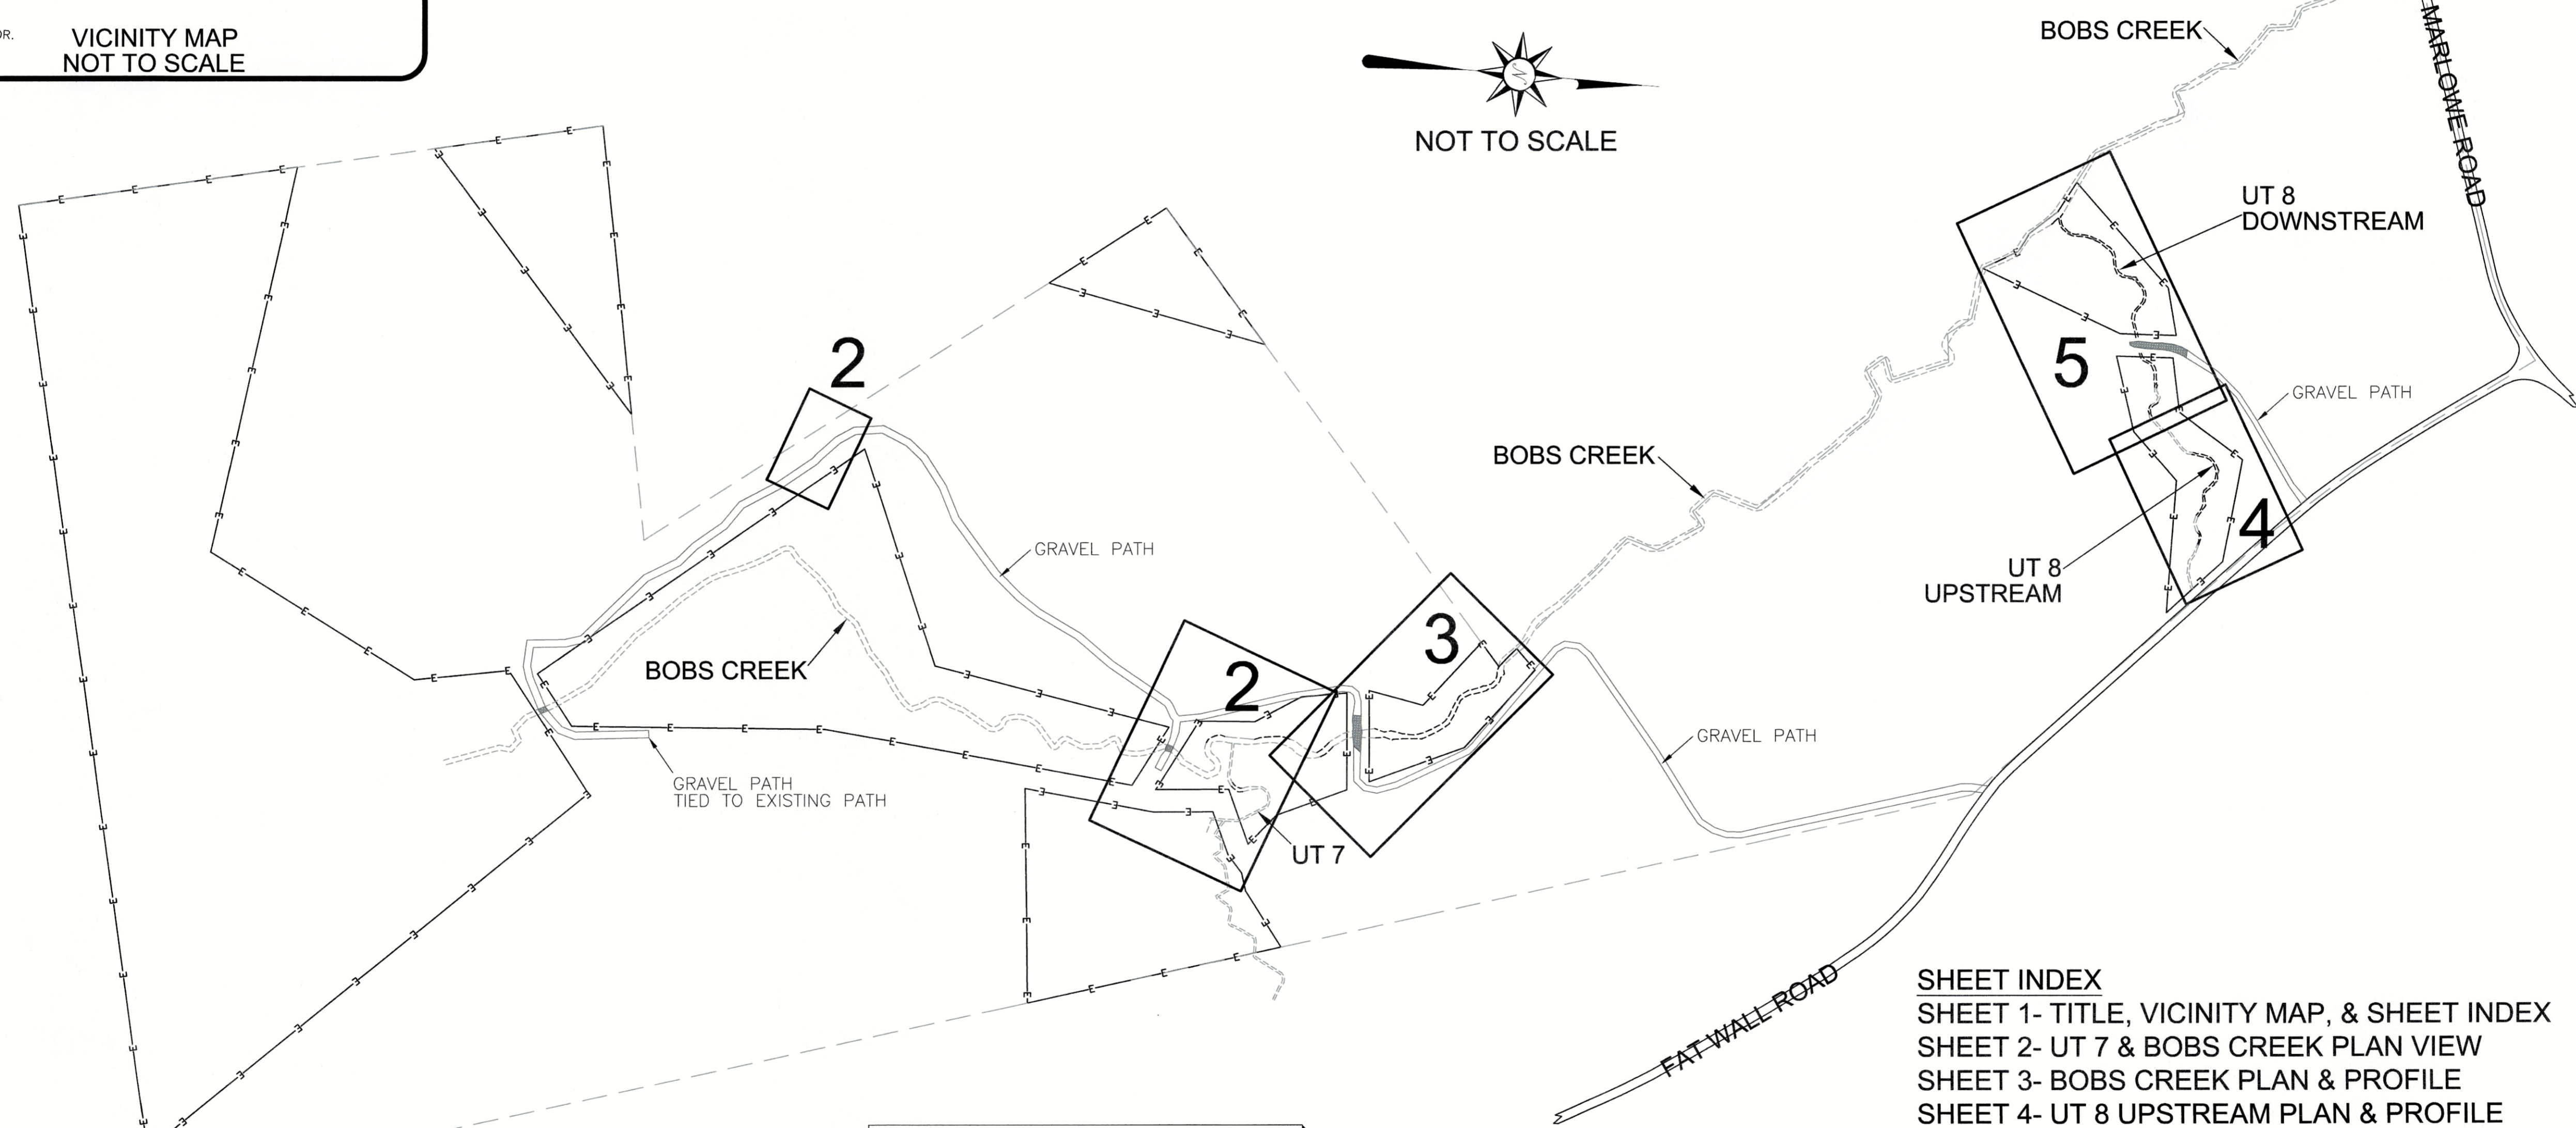 DR.
VICINITY MAP
NOT TO SCALE
N
NOT TO SCALE
BOBS CREEK
MARLOWE ROAD
UT 8
DOWNSTREAM
5
GRAVEL PATH
2
BOBS CREEK
4
UT 8
UPSTREAM
GRAVEL PATH
BOBS CREEK
3
2
GRAVEL PATH
GRAVEL PATH
TIED TO EXISTING PATH
UT 7
FAT WALL ROAD
SHEET INDEX
SHEET 1- TITLE, VICINITY MAP, & SHEET INDEX
SHEET 2- UT 7 & BOBS CREEK PLAN VIEW
SHEET 3- BOBS CREEK PLAN & PROFILE
SHEET 4- UT 8 UPSTREAM PLAN & PROFILE